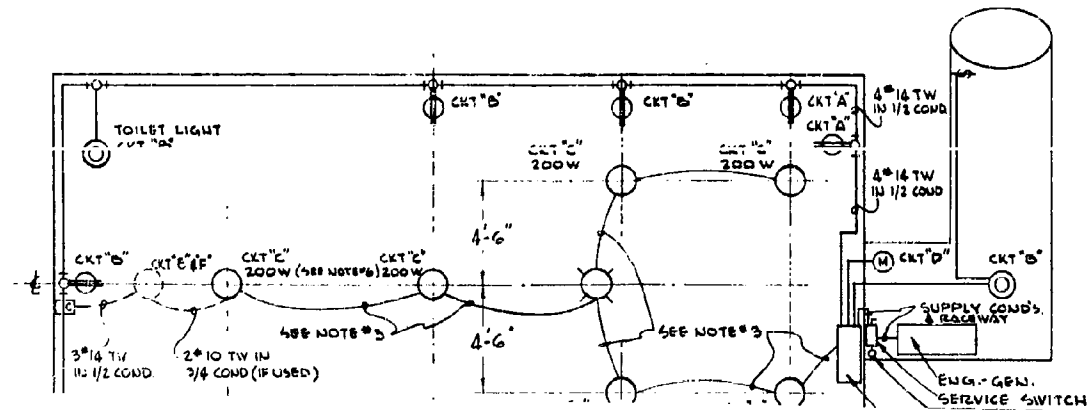 CKT "B"
CKT "B"
CKT "A"
4#14 TW
IN 1/2 COND
CKT "A"
TOILET LIGHT
CKT "C"
200W
CKT "C"
200W
4#14 TW
IN 1/2 COND
4'-6"
CKT "B"
CKT "E"&"F"
CKT "C"
200W (SEE NOTE #6)
CKT "C"
200W
M
CKT "D"
CKT "B"
C
SEE NOTE #3
4'-6"
SEE NOTE #3
SUPPLY COND'S
RACEWAY
3#14 TW
IN 1/2 COND.
2#10 TW IN
3/4 COND (IF USED)
ENG.-GEN.
SERVICE SWITCH